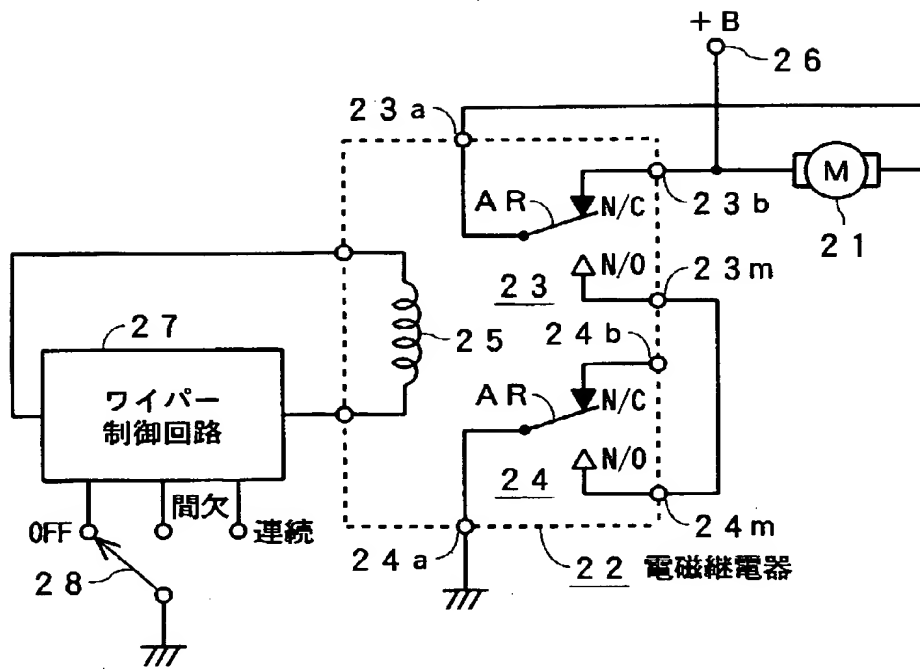 +B
26
23a
AR
N/C
23b
M
21
N/O
23
23m
27
25
24b
ワイパー
制御回路
AR
N/C
N/O
24
24m
OFF
間欠
連続
24a
22 電磁継電器
28